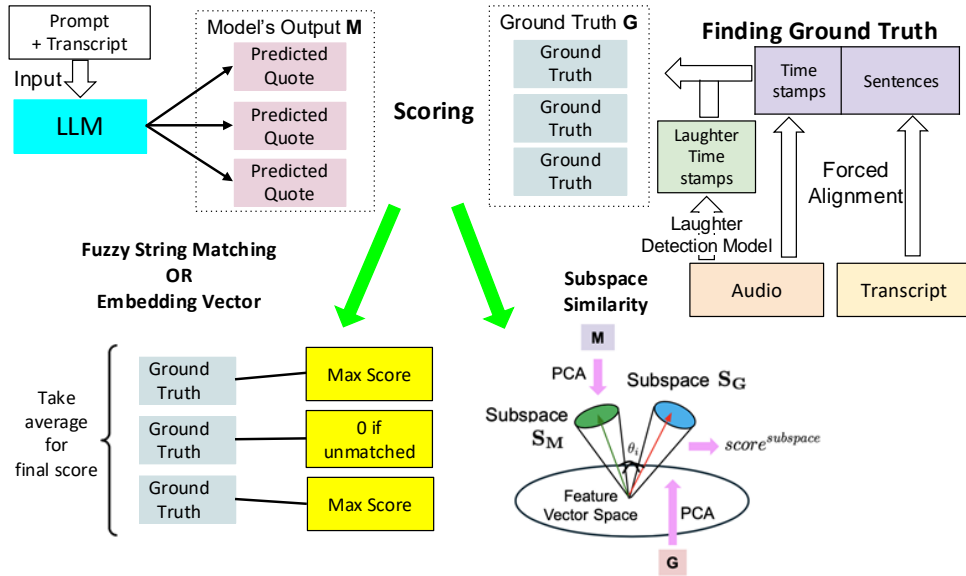 Prompt
+ Transcript
Input
LLM
Model's Output M
Predicted
Quote
Predicted
Quote
Predicted
Quote
Scoring
Ground Truth G
Ground
Truth
Ground
Truth
Ground
Truth
Finding Ground Truth
Time
stamps
Sentences
Laughter
Time
stamps
Forced
Alignment
Laughter
Detection Model
Audio
Transcript
Fuzzy String Matching
OR
Embedding Vector
Take
average
for
final score
Ground
Truth
Max Score
Ground
Truth
0 if
unmatched
Ground
Truth
Max Score
Subspace
Similarity
M
PCA
Subspace S_G
Subspace
S_M
θ_i
score^subspace
Feature
Vector Space
PCA
G